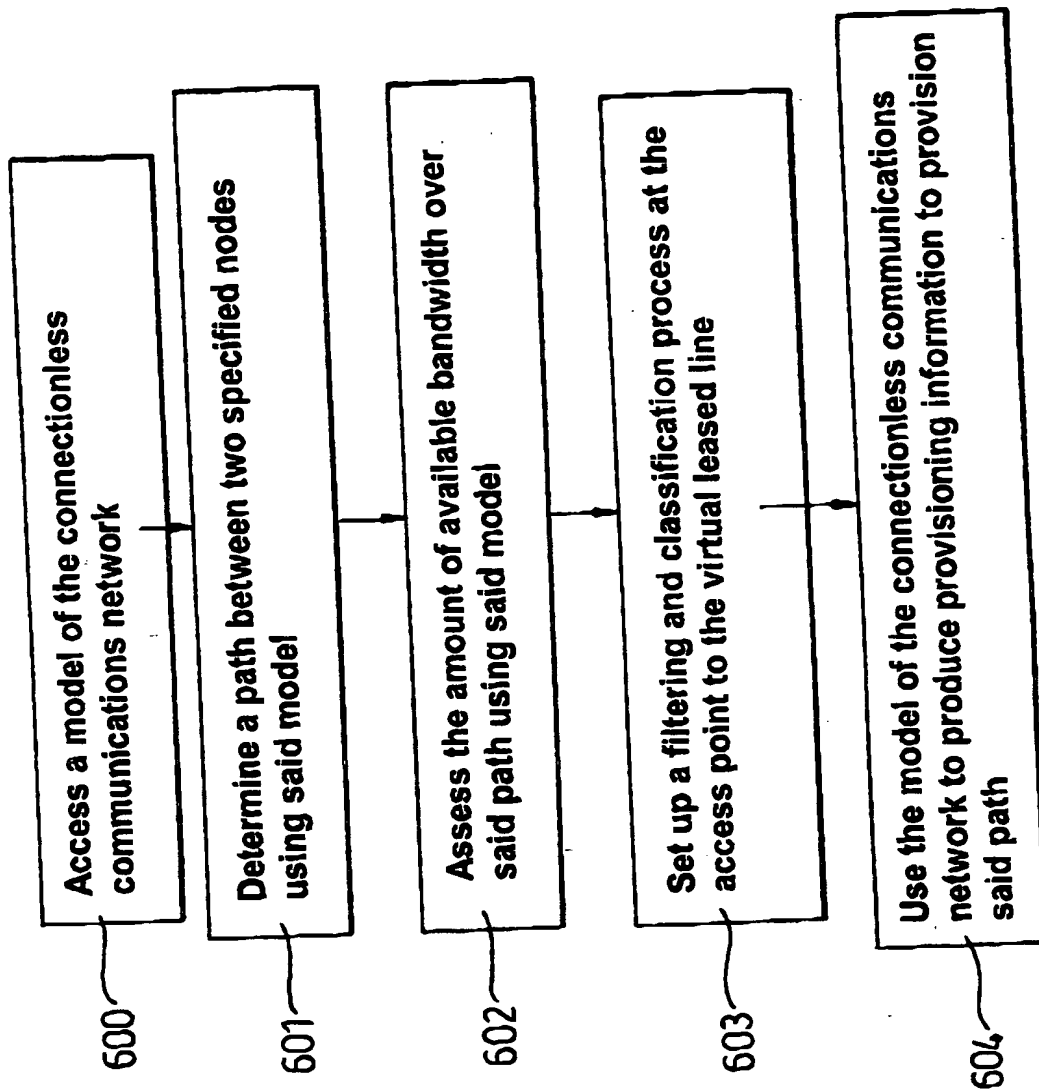 600
Access a model of the connectionless
communications network
601
Determine a path between two specified nodes
using said model
602
Assess the amount of available bandwidth over
said path using said model
603
Set up a filtering and classification process at the
access point to the virtual leased line
604
Use the model of the connectionless communications
network to produce provisioning information to provision
said path